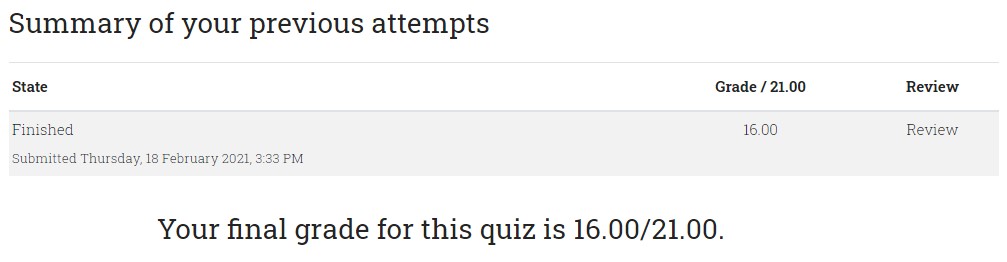 Summary of your previous attempts
State Grade / 21.00 Review
Finished 16.00 Review
Submitted Thursday, 18 February 2021, 3:33 PM
Your final grade for this quiz is 16.00/21.00.